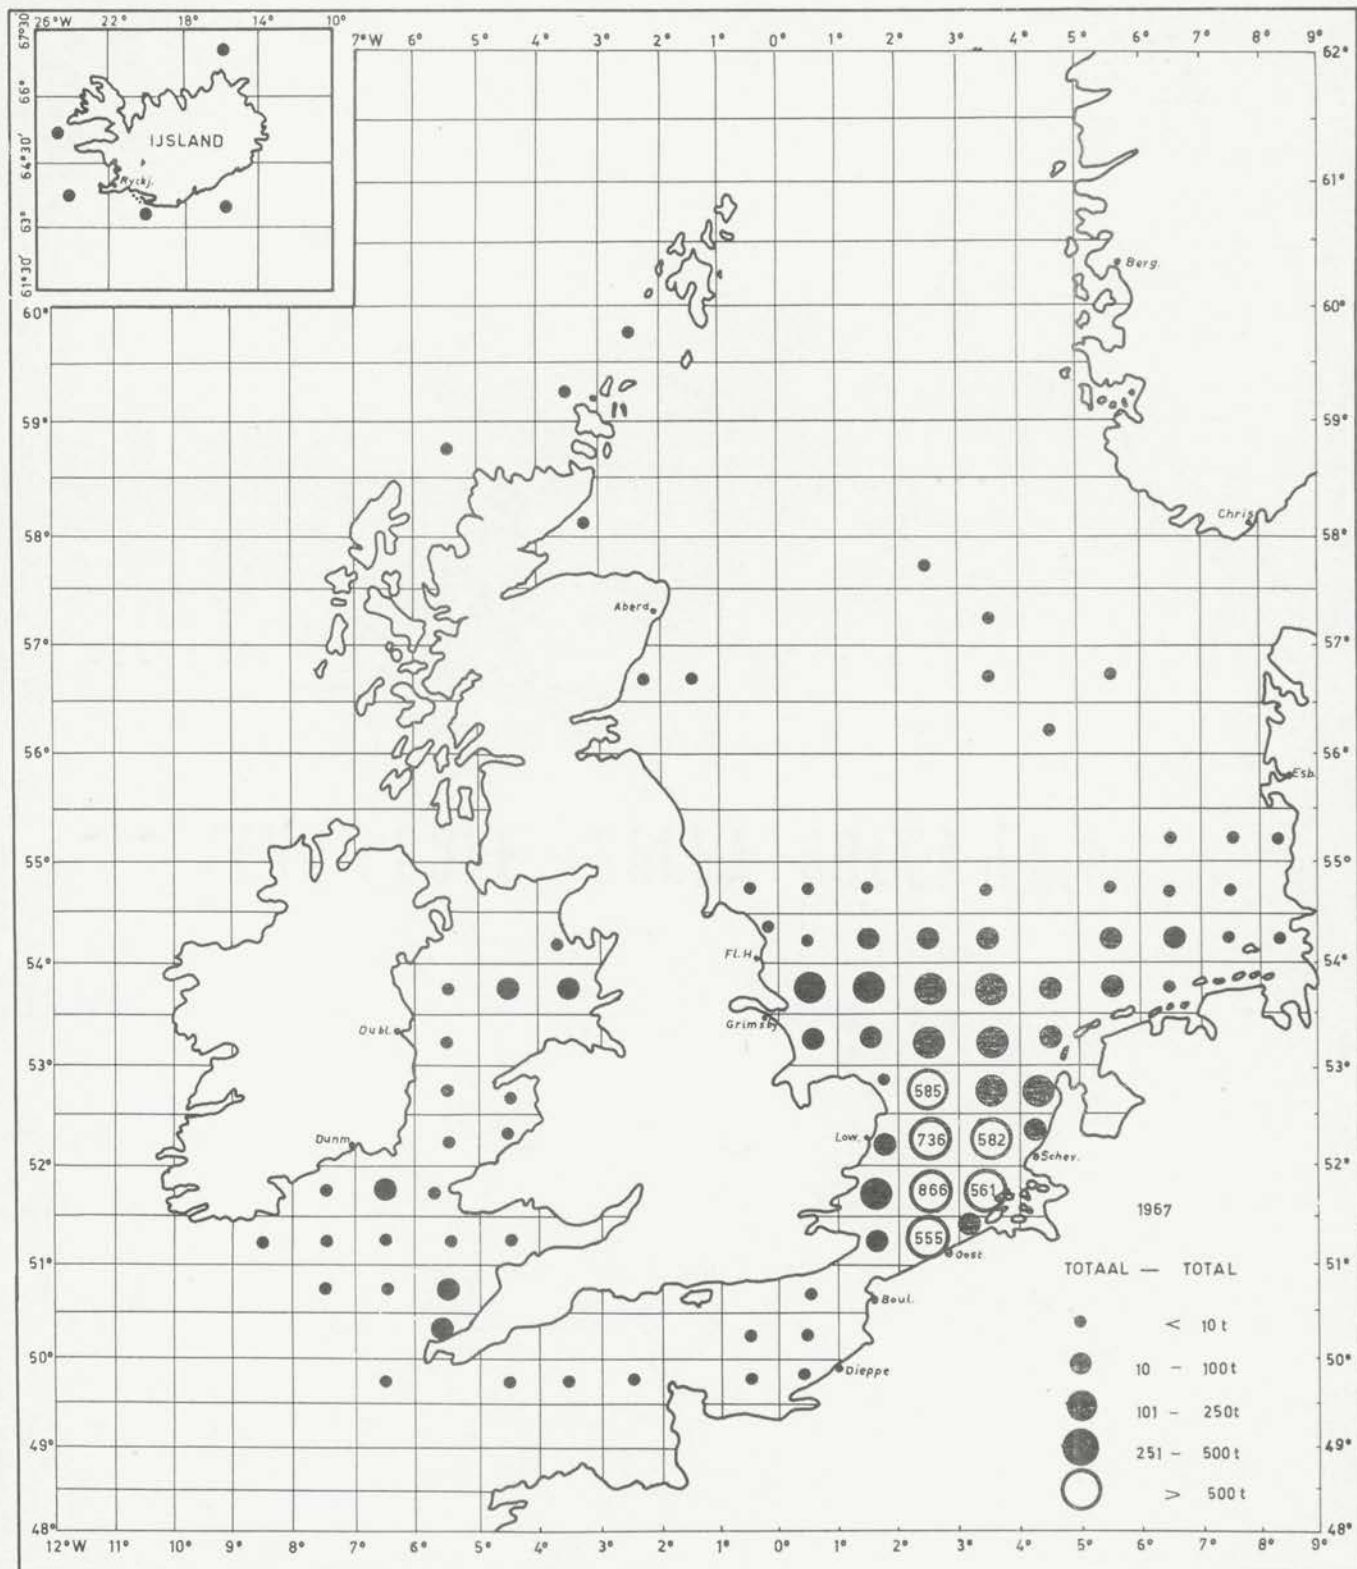 26°W 22° 18° 14° 10°
7°W 6° 5° 4° 3° 2° 1° 0° 1° 2° 3° 4° 5° 6° 7° 8° 9°
67°30
66°
64°30'
63°
61°30'
IJSLAND
Ryckj.
62°
61°
60°
59°
58°
57°
56°
55°
54°
53°
52°
51°
50°
49°
48°
60°
59°
58°
57°
56°
55°
54°
53°
52°
51°
50°
49°
48°
Berg.
Chris
Aberd.
Esb.
Fl.H
Dubl.
Grimsby
585
Dunm.
Low.
736
582
Schev.
866
561
555
Oost.
Boul.
Dieppe
1967
TOTAAL — TOTAL
< 10 t
10 – 100t
101 – 250t
251 – 500t
> 500t
12°W 11° 10° 9° 8° 7° 6° 5° 4° 3° 2° 1° 0° 1° 2° 3° 4° 5° 6° 7° 8° 9°